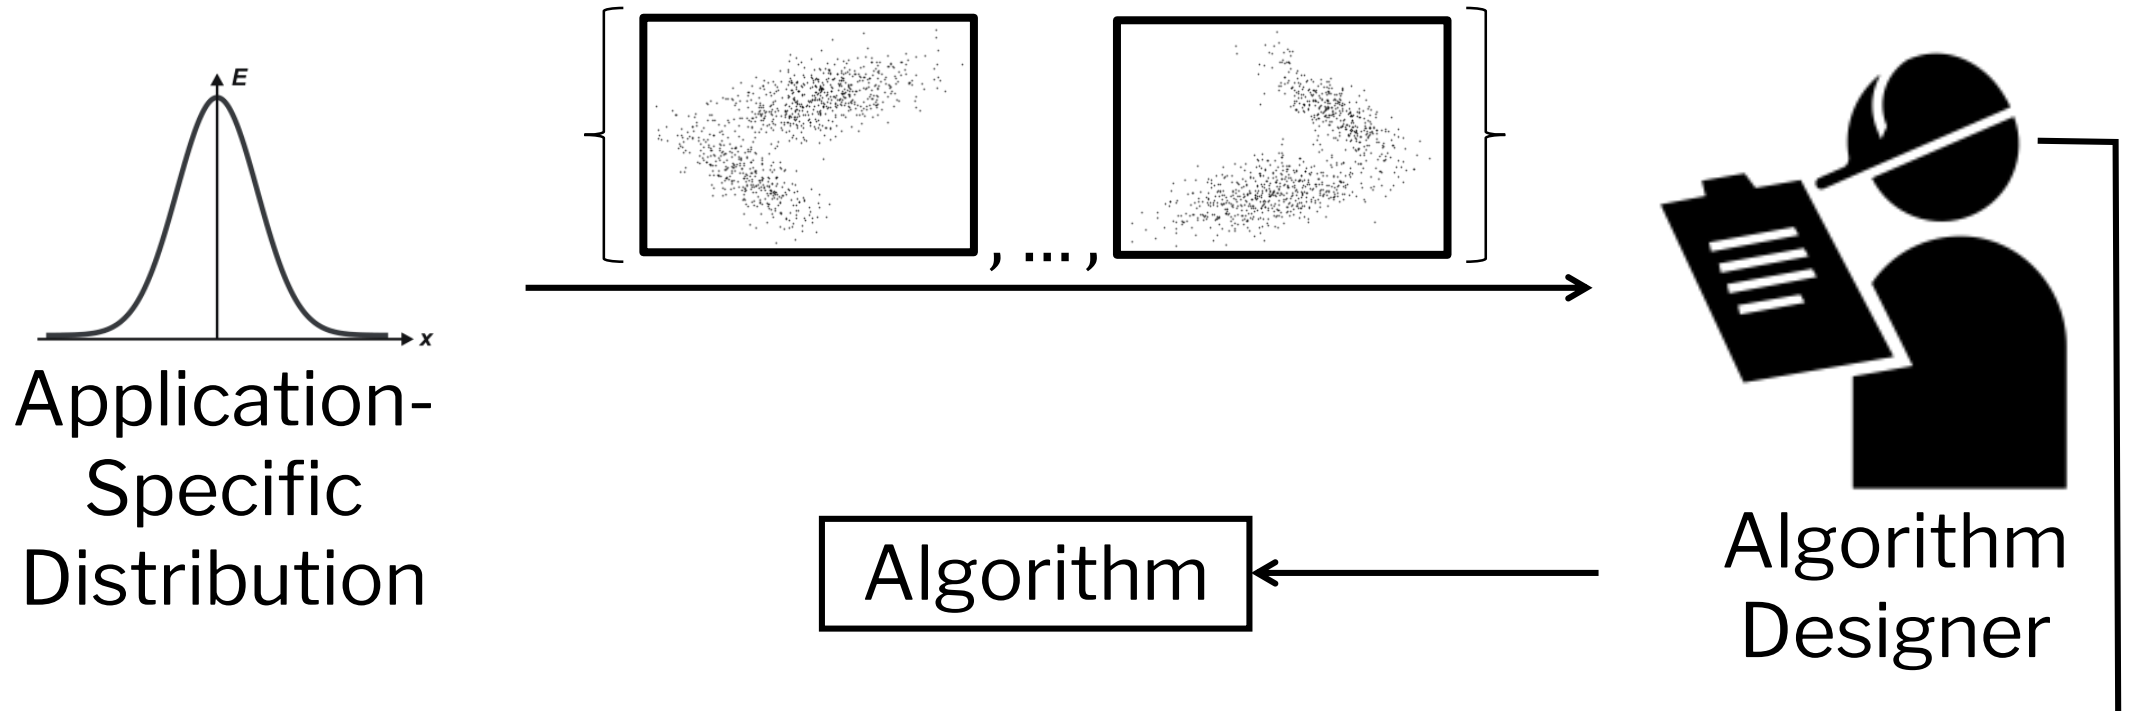 E
x
Application-
Specific
Distribution
, ... ,
Algorithm
Algorithm
Designer